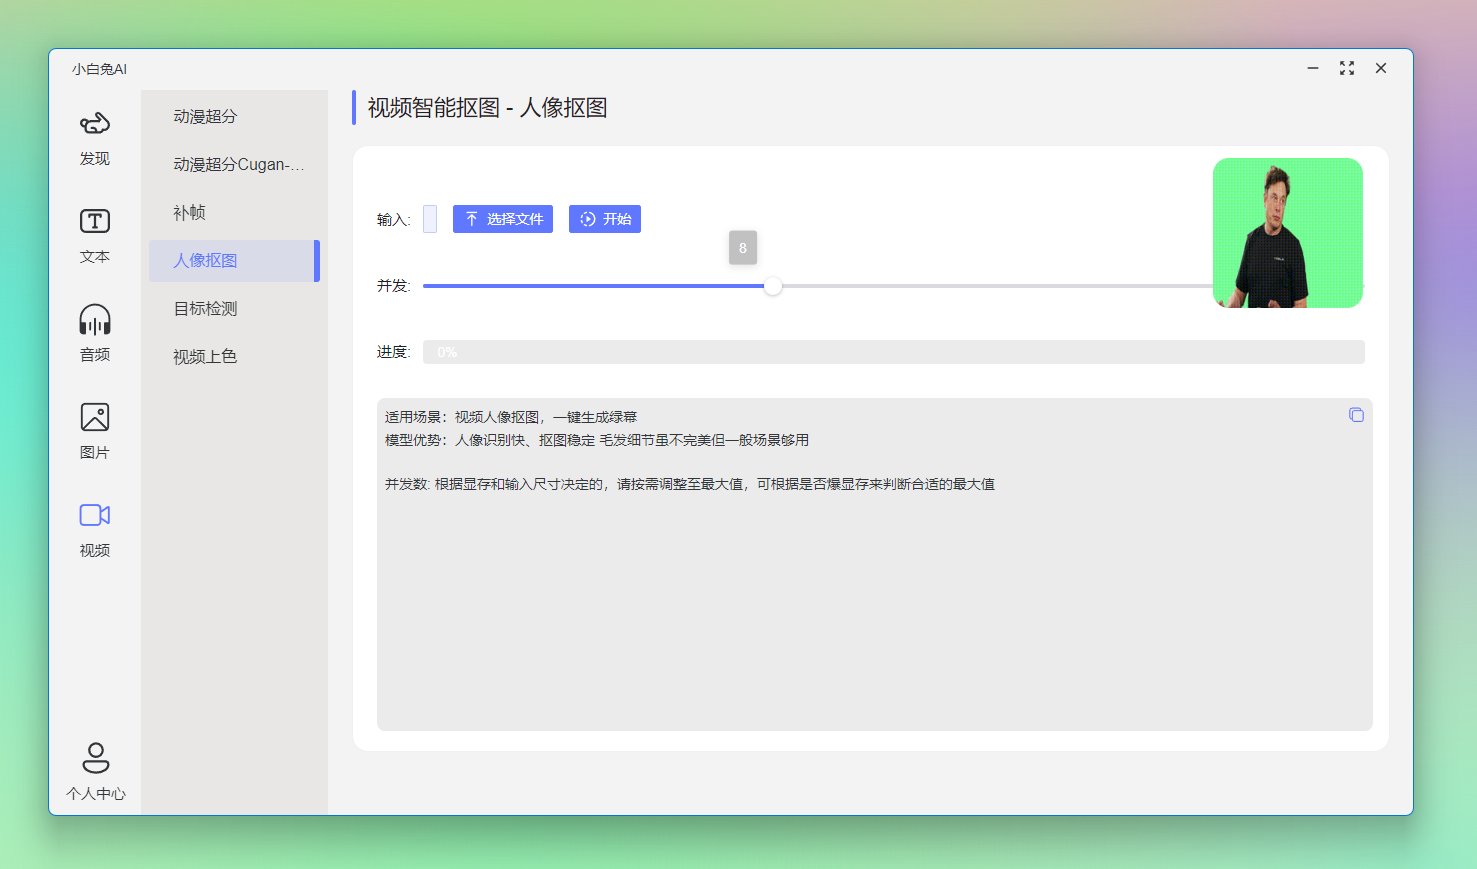 小白兔AI
发现
文本
音频
图片
视频
个人中心
动漫超分
动漫超分Cugan-...
补帧
人像抠图
目标检测
视频上色
视频智能抠图 - 人像抠图
输入:
选择文件
开始
8
并发:
进度:
0%
适用场景：视频人像抠图，一键生成绿幕
模型优势：人像识别快、抠图稳定 毛发细节虽不完美但一般场景够用
并发数: 根据显存和输入尺寸决定的，请按需调整至最大值，可根据是否爆显存来判断合适的最大值